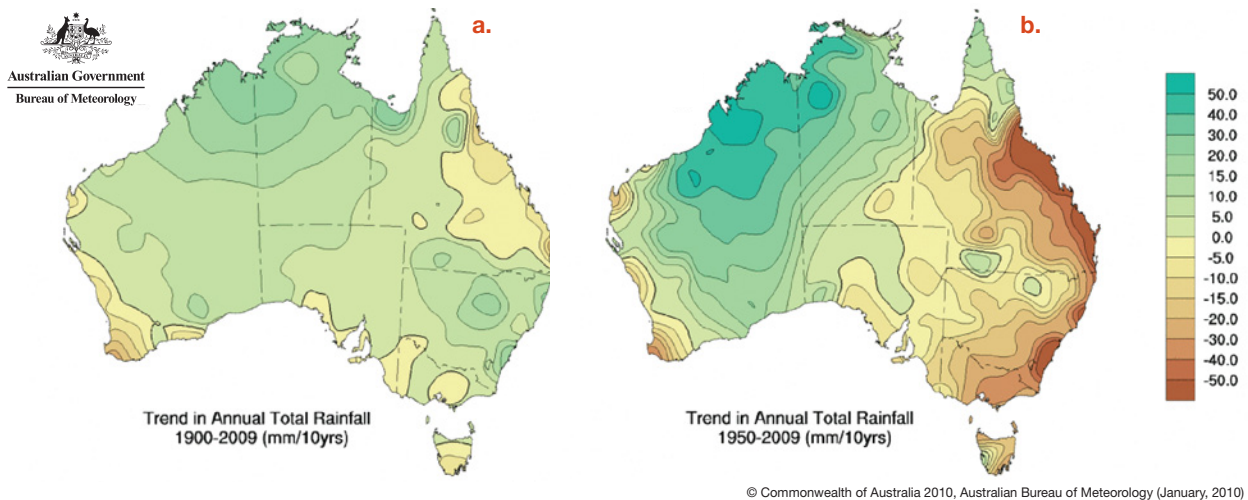 a.
b.
Australian Government
Bureau of Meteorology
50.0
40.0
30.0
20.0
15.0
10.0
5.0
0.0
-5.0
-10.0
-15.0
-20.0
-30.0
-40.0
-50.0
Trend in Annual Total Rainfall
1900-2009 (mm/10yrs)
Trend in Annual Total Rainfall
1950-2009 (mm/10yrs)
© Commonwealth of Australia 2010, Australian Bureau of Meteorology (January, 2010)